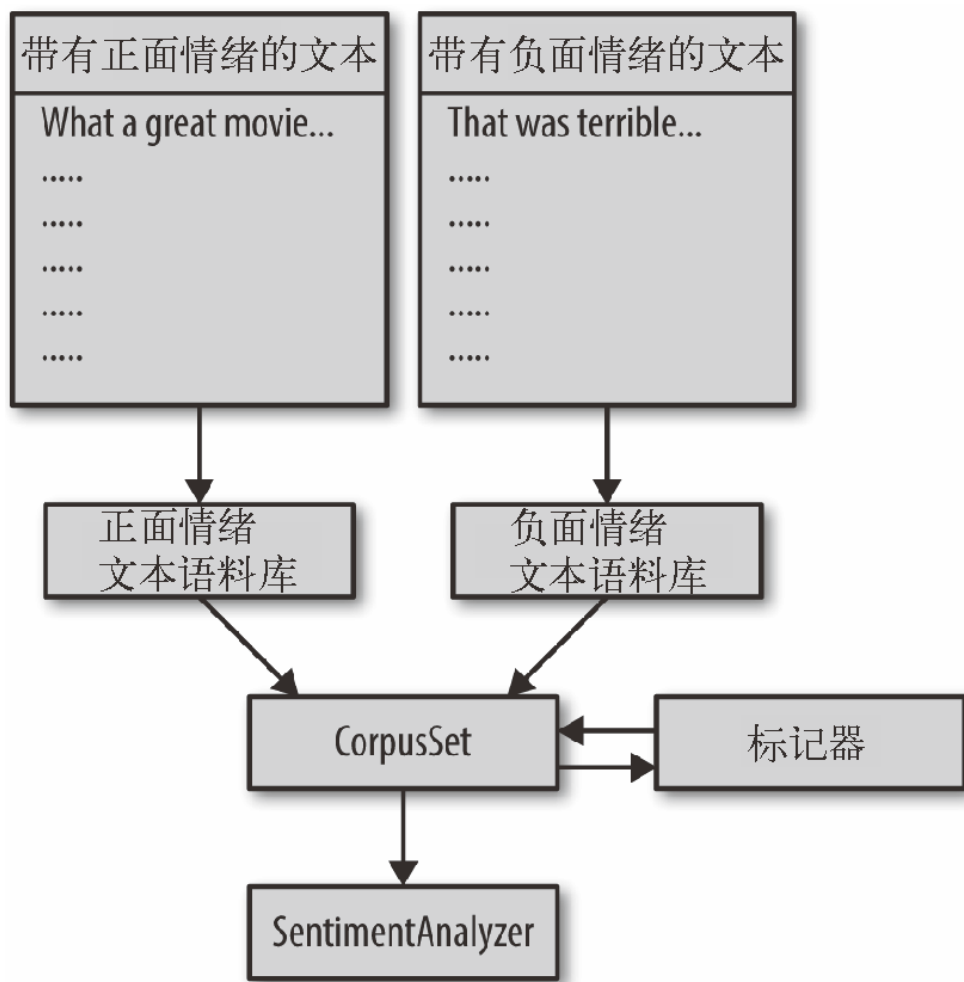 带有正面情绪的文本
What a great movie...
.....
.....
.....
.....
.....
带有负面情绪的文本
That was terrible...
.....
.....
.....
.....
.....
正面情绪
文本语料库
负面情绪
文本语料库
CorpusSet
标记器
SentimentAnalyzer